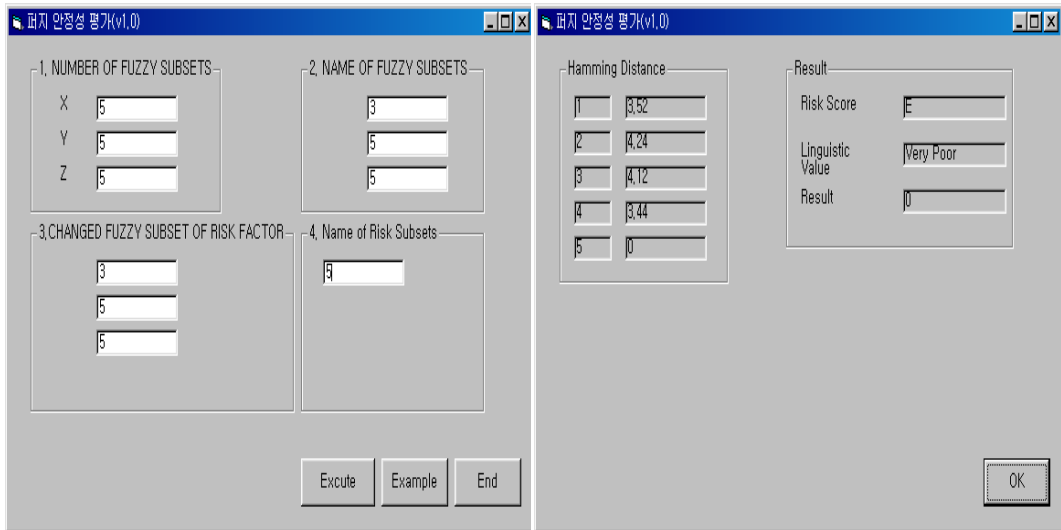 퍼지 안정성 평가(v1,0)
1, NUMBER OF FUZZY SUBSETS
X 5
Y 5
Z 5
2, NAME OF FUZZY SUBSETS
3
5
5
3,CHANGED FUZZY SUBSET OF RISK FACTOR
3
5
5
4, Name of Risk Subsets
5
Excute Example End
퍼지 안정성 평가(v1,0)
Hamming Distance
1 3,52
2 4,24
3 4,12
4 3,44
5 0
Result
Risk Score E
Linguistic
Value Very Poor
Result 0
OK